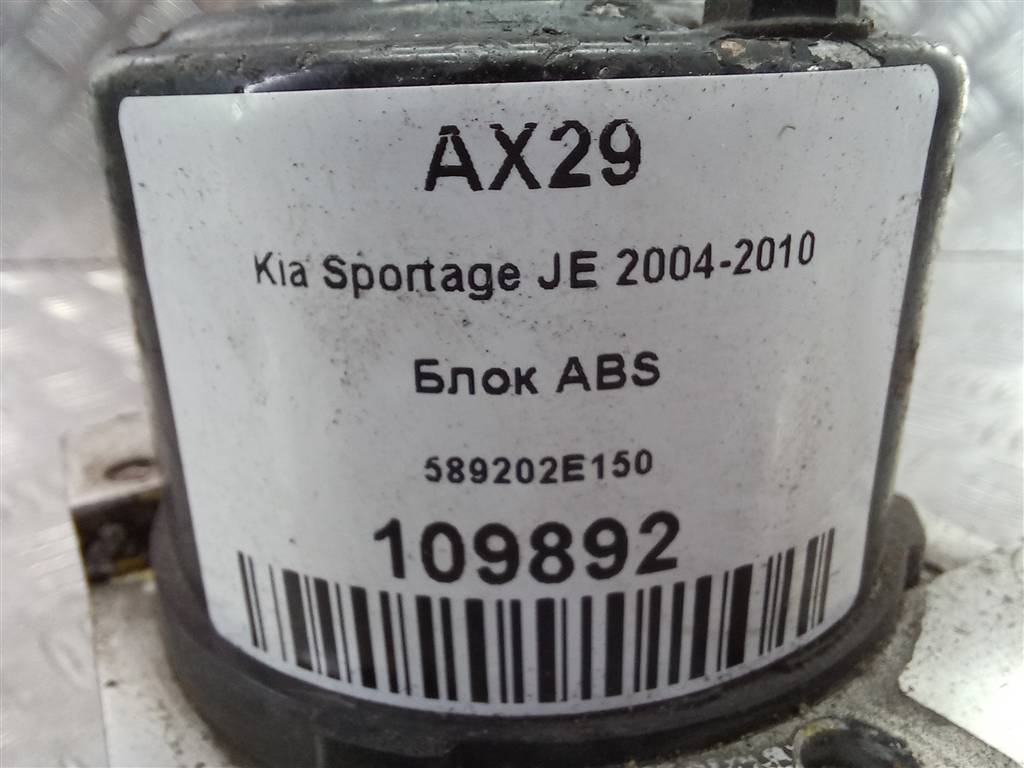 AX29
Kia Sportage JE 2004-2010
Блок ABS
589202E150
109892